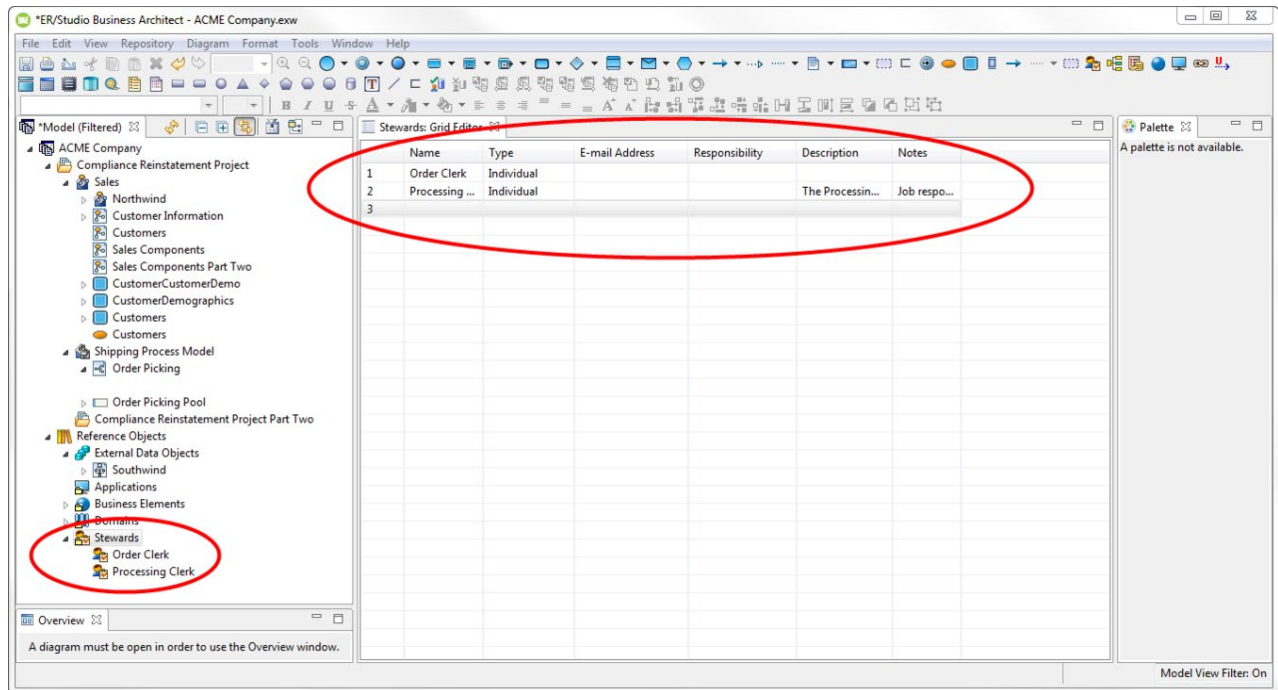 *ER/Studio Business Architect - ACME Company.exw
File Edit View Repository Diagram Format Tools Window Help
B I U S A
*Model (Filtered)
ACME Company
Compliance Reinstatement Project
Sales
Northwind
Customer Information
Customers
Sales Components
Sales Components Part Two
CustomerCustomerDemo
CustomerDemographics
Customers
Customers
Shipping Process Model
Order Picking
Order Picking Pool
Compliance Reinstatement Project Part Two
Reference Objects
External Data Objects
Southwind
Applications
Business Elements
Domains
Stewards
Order Clerk
Processing Clerk
Overview
A diagram must be open in order to use the Overview window.
Stewards: Grid Editor
Name Type E-mail Address Responsibility Description Notes
1 Order Clerk Individual
2 Processing ... Individual The Processin... Job respo...
3
Palette
A palette is not available.
Model View Filter: On